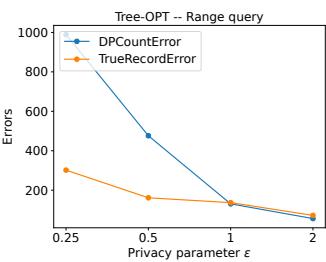 Tree-OPT -- Range query
DPCountError
TrueRecordError
1000
800
600
400
200
Errors
0.25 0.5 1 2
Privacy parameter ε